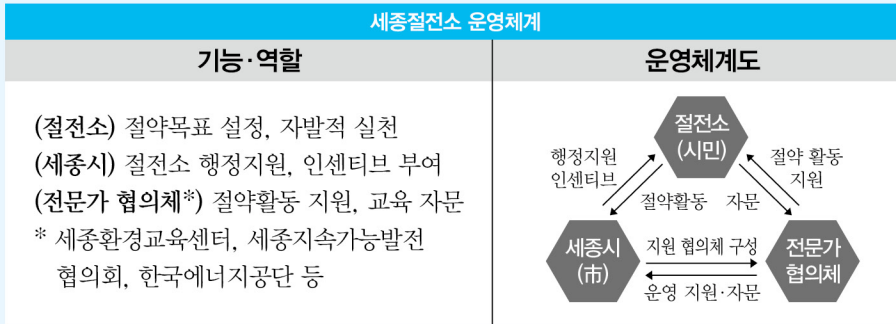 세종절전소 운영체계
기능·역할
(절전소) 절약목표 설정, 자발적 실천
(세종시) 절전소 행정지원, 인센티브 부여
(전문가 협의체*) 절약활동 지원, 교육 자문
* 세종환경교육센터, 세종지속가능발전
협의회, 한국에너지공단 등
운영체계도
절전소
(시민)
행정지원
인센티브
절약 활동
지원
절약활동
자문
세종시
(市)
지원 협의체 구성
운영 지원·자문
전문가
협의체